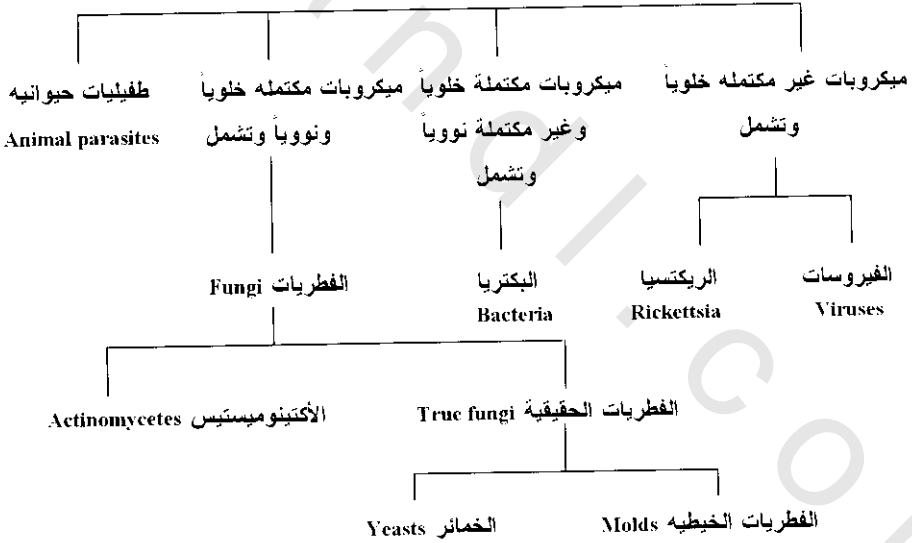 ميكروبات غير مكتمله خلوياً
وتشمل
ميكروبات مكتملة خلوياً
وغير مكتملة نووياً
وتشمل
ميكروبات مكتمله خلوياً
ونووياً وتشمل
طفيليات حيوانيه
Animal parasites
الفيروسات
Viruses
الريكتسيا
Rickettsia
البكتريا
Bacteria
الفطريات Fungi
الفطريات الحقيقية True fungi
الأكتينوميستيس Actinomycetes
الفطريات الخيطيه Molds
الخمائر Yeasts